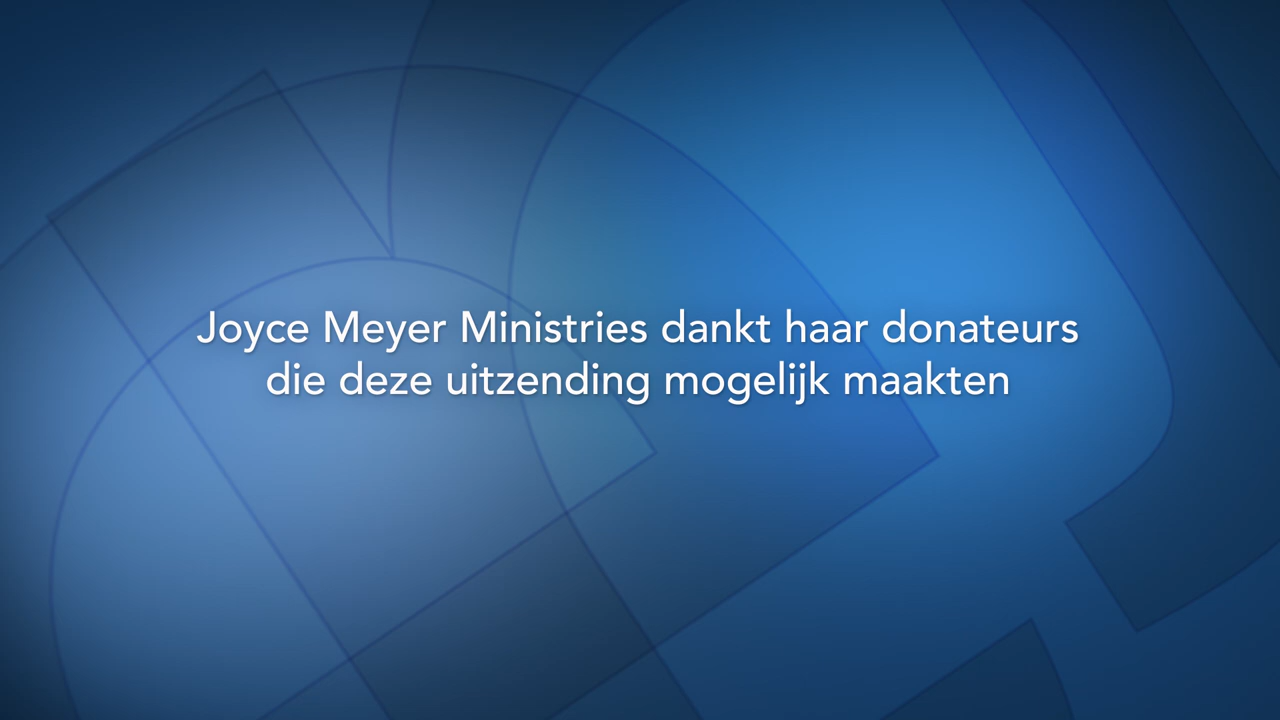 Joyce Meyer Ministries dankt haar donateurs
die deze uitzending mogelijk maakten